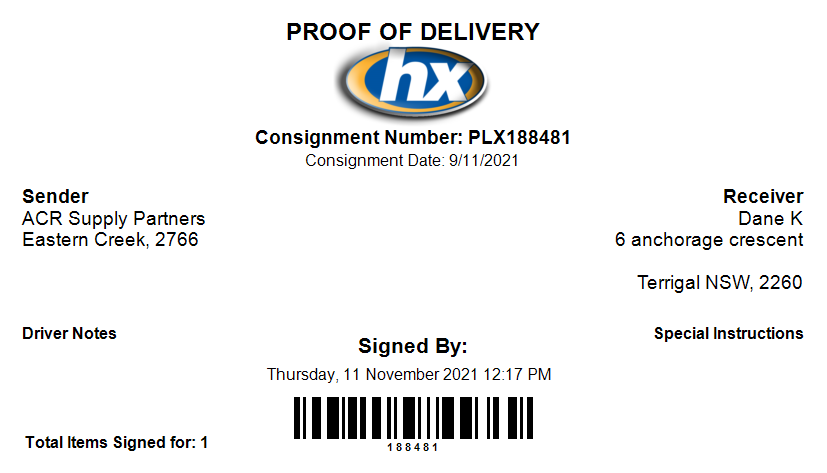 PROOF OF DELIVERY
hx
Consignment Number: PLX188481
Consignment Date: 9/11/2021
Sender
ACR Supply Partners
Eastern Creek, 2766
Receiver
Dane K
6 anchorage crescent
Terrigal NSW, 2260
Driver Notes
Signed By:
Special Instructions
Thursday, 11 November 2021 12:17 PM
188481
Total Items Signed for: 1